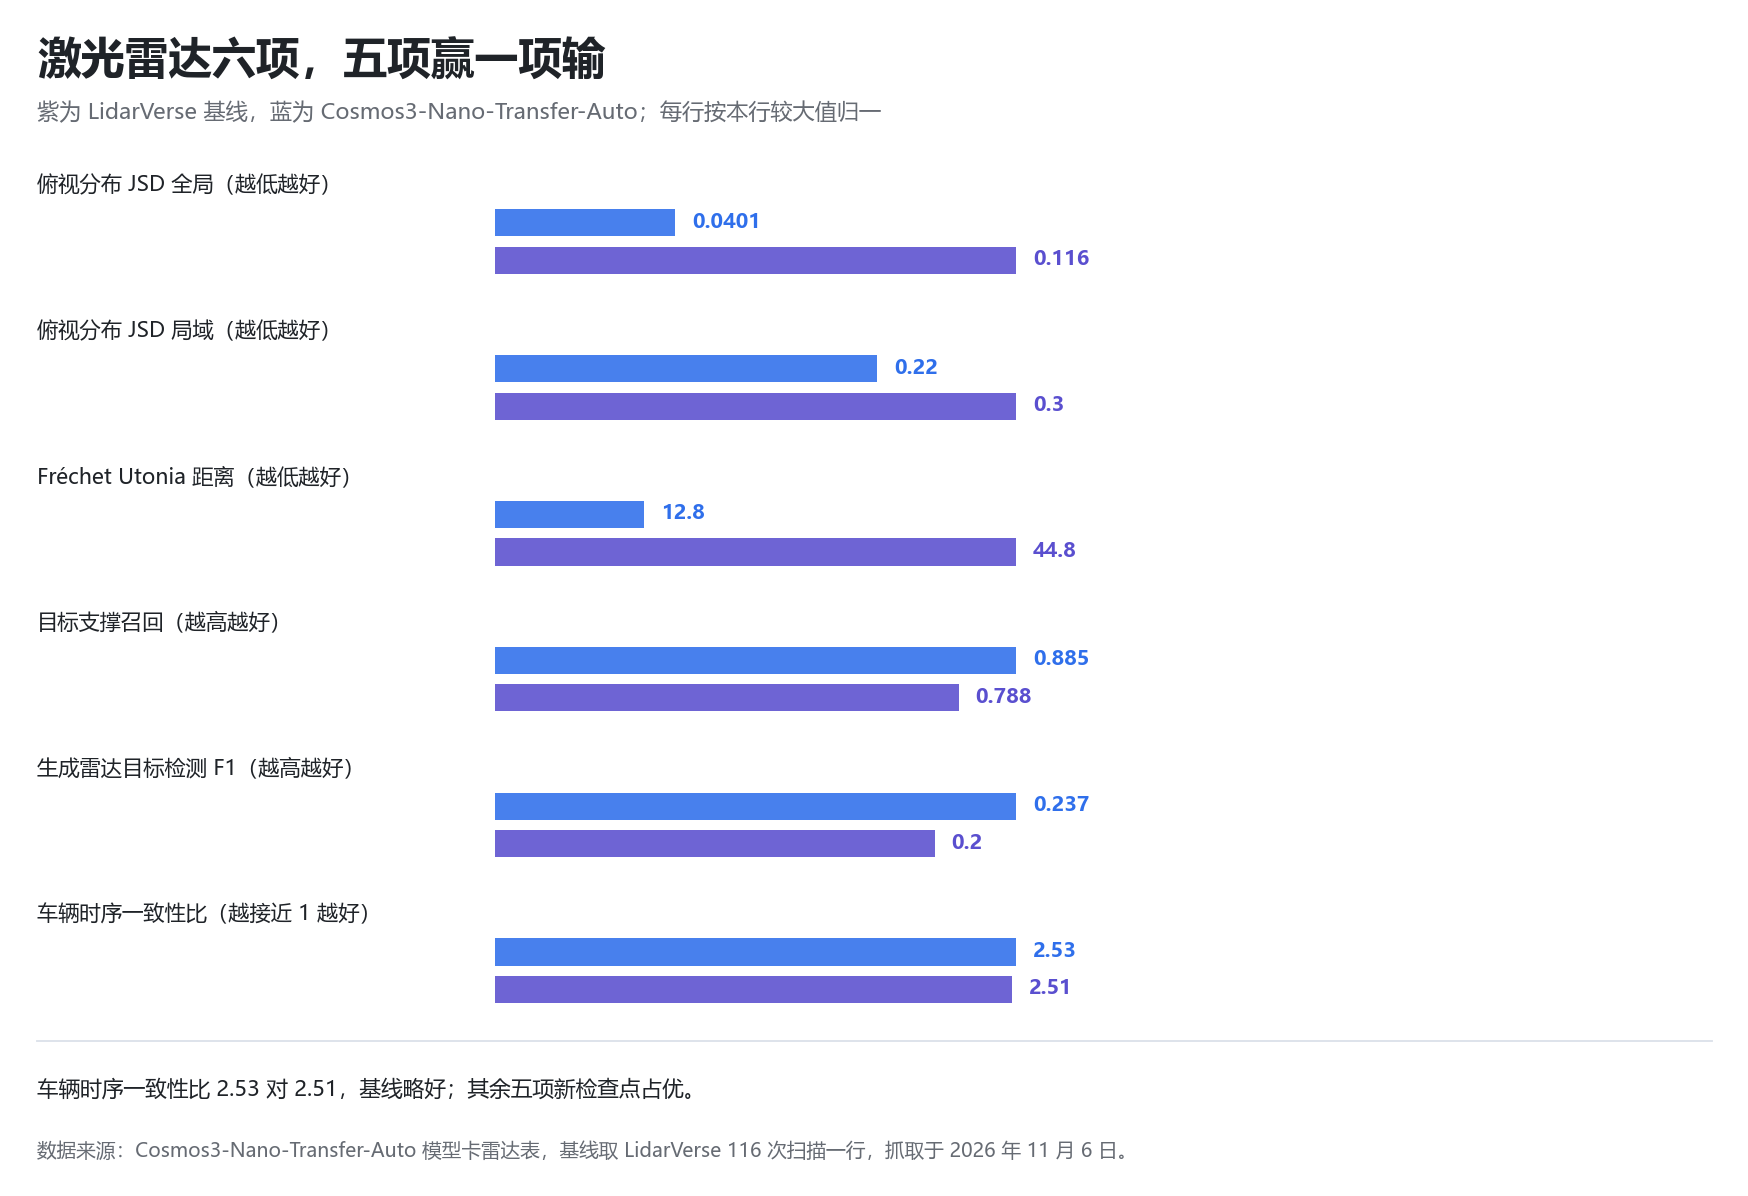 激光雷达六项，五项赢一项输
紫为 LidarVerse 基线，蓝为 Cosmos3-Nano-Transfer-Auto；每行按本行较大值归一
俯视分布 JSD 全局（越低越好）
0.0401
0.116
俯视分布 JSD 局域（越低越好）
0.22
0.3
Fréchet Utonia 距离（越低越好）
12.8
44.8
目标支撑召回（越高越好）
0.885
0.788
生成雷达目标检测 F1（越高越好）
0.237
0.2
车辆时序一致性比（越接近 1 越好）
2.53
2.51
车辆时序一致性比 2.53 对 2.51，基线略好；其余五项新检查点占优。
数据来源：Cosmos3-Nano-Transfer-Auto 模型卡雷达表，基线取 LidarVerse 116 次扫描一行，抓取于 2026 年 11 月 6 日。